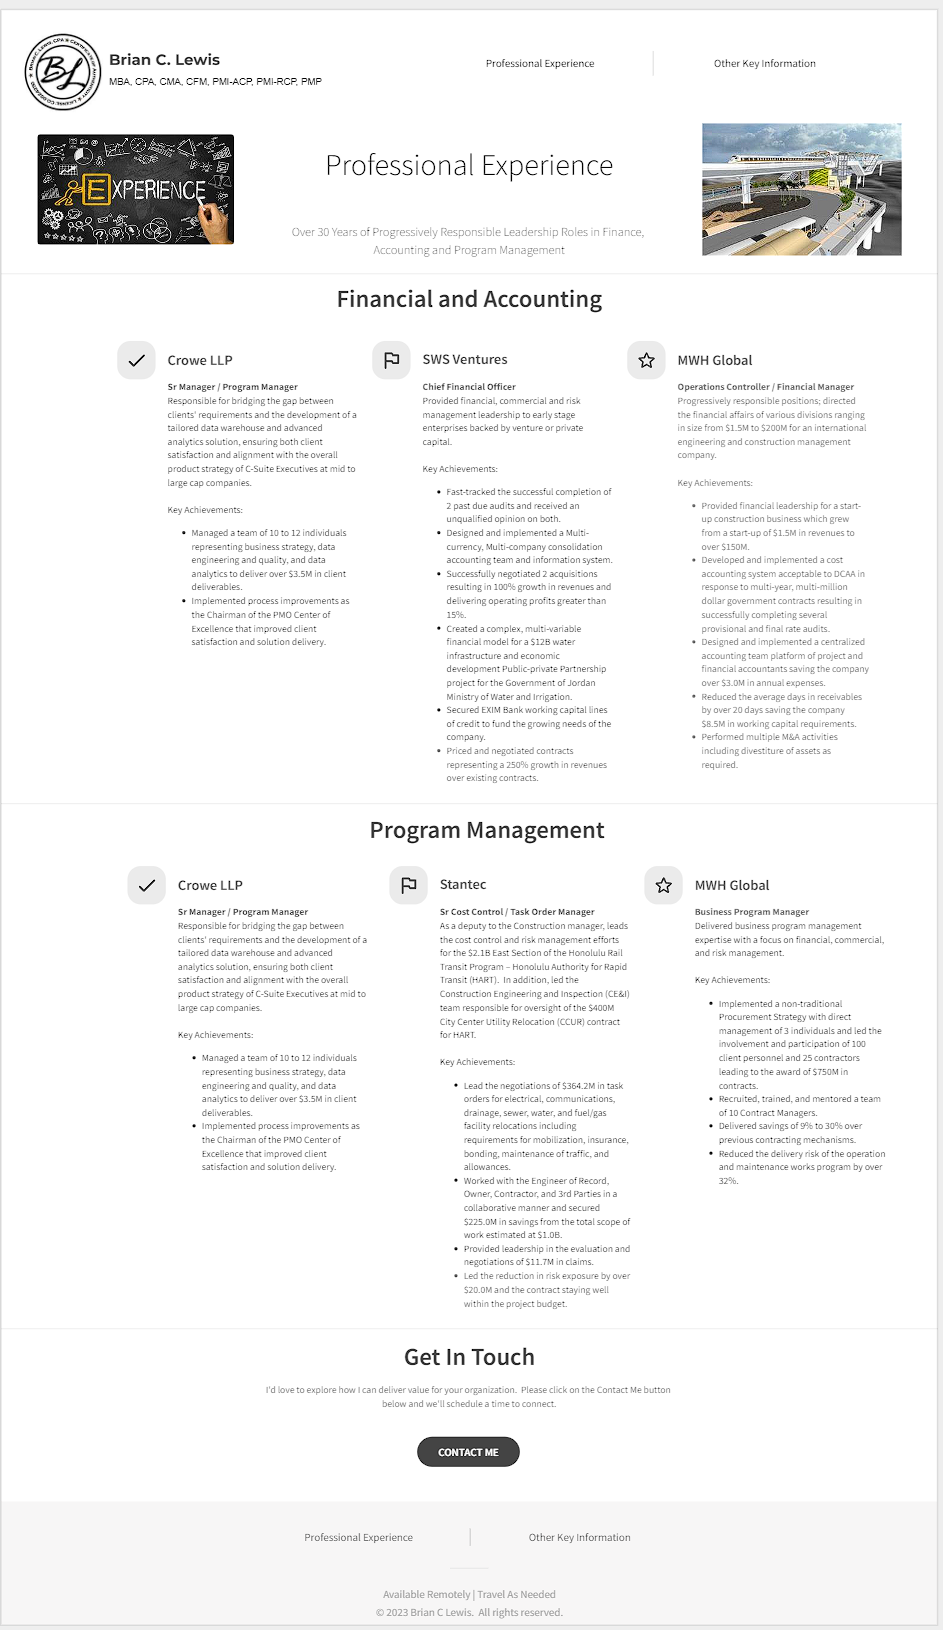 Brian C. Lewis
MBA, CPA, CMA, CFM, PMI-ACP, PMI-RCP, PMP
BL
Professional Experience
Other Key Information
EXPERIENCE
Professional Experience
Over 30 Years of Progressively Responsible Leadership Roles in Finance,
Accounting and Program Management
Financial and Accounting
Crowe LLP
Sr Manager / Program Manager
Responsible for bridging the gap between
clients' requirements and the development of a
tailored data warehouse and advanced
analytics solution, ensuring both client
satisfaction and alignment with the overall
product strategy of C-Suite Executives at mid to
large cap companies.
Key Achievements:
• Managed a team of 10 to 12 individuals
representing business strategy, data
engineering and quality, and data
analytics to deliver over $3.5M in client
deliverables.
• Implemented process improvements as
the Chairman of the PMO Center of
Excellence that improved client
satisfaction and solution delivery.
SWS Ventures
Chief Financial Officer
Provided financial, commercial and risk
management leadership to early stage
enterprises backed by venture or private
capital.
Key Achievements:
• Fast-tracked the successful completion of
2 past due audits and received an
unqualified opinion on both.
• Designed and implemented a Multi-
currency, Multi-company consolidation
accounting team and information system.
• Successfully negotiated 2 acquisitions
resulting in 100% growth in revenues and
delivering operating profits greater than
15%.
• Created a complex, multi-variable
financial model for a $12B water
infrastructure and economic
development Public-private Partnership
project for the Government of Jordan
Ministry of Water and Irrigation.
• Secured EXIM Bank working capital lines
of credit to fund the growing needs of the
company.
• Priced and negotiated contracts
representing a 250% growth in revenues
over existing contracts.
MWH Global
Operations Controller / Financial Manager
Progressively responsible positions; directed
the financial affairs of various divisions ranging
in size from $1.5M to $200M for an international
engineering and construction management
company.
Key Achievements:
• Provided financial leadership for a start-
up construction business which grew
from a start-up of $1.5M in revenues to
over $150M.
• Developed and implemented a cost
accounting system acceptable to DCAA in
response to multi-year, multi-million
dollar government contracts resulting in
successfully completing several
provisional and final rate audits.
• Designed and implemented a centralized
accounting team platform of project and
financial accountants saving the company
over $3.0M in annual expenses.
• Reduced the average days in receivables
by over 20 days saving the company
$8.5M in working capital requirements.
• Performed multiple M&A activities
including divestiture of assets as
required.
Program Management
Crowe LLP
Sr Manager / Program Manager
Responsible for bridging the gap between
clients' requirements and the development of a
tailored data warehouse and advanced
analytics solution, ensuring both client
satisfaction and alignment with the overall
product strategy of C-Suite Executives at mid to
large cap companies.
Key Achievements:
• Managed a team of 10 to 12 individuals
representing business strategy, data
engineering and quality, and data
analytics to deliver over $3.5M in client
deliverables.
• Implemented process improvements as
the Chairman of the PMO Center of
Excellence that improved client
satisfaction and solution delivery.
Stantec
Sr Cost Control / Task Order Manager
As a deputy to the Construction manager, leads
the cost control and risk management efforts
for the $2.1B East Section of the Honolulu Rail
Transit Program – Honolulu Authority for Rapid
Transit (HART). In addition, led the
Construction Engineering and Inspection (CE&I)
team responsible for oversight of the $400M
City Center Utility Relocation (CCUR) contract
for HART.
Key Achievements:
• Lead the negotiations of $364.2M in task
orders for electrical, communications,
drainage, sewer, water, and fuel/gas
facility relocations including
requirements for mobilization, insurance,
bonding, maintenance of traffic, and
allowances.
• Worked with the Engineer of Record,
Owner, Contractor, and 3rd Parties in a
collaborative manner and secured
$225.0M in savings from the total scope of
work estimated at $1.0B.
• Provided leadership in the evaluation and
negotiations of $11.7M in claims.
• Led the reduction in risk exposure by over
$20.0M and the contract staying well
within the project budget.
MWH Global
Business Program Manager
Delivered business program management
expertise with a focus on financial, commercial,
and risk management.
Key Achievements:
• Implemented a non-traditional
Procurement Strategy with direct
management of 3 individuals and led the
involvement and participation of 100
client personnel and 25 contractors
leading to the award of $750M in
contracts.
• Recruited, trained, and mentored a team
of 10 Contract Managers.
• Delivered savings of 9% to 30% over
previous contracting mechanisms.
• Reduced the delivery risk of the operation
and maintenance works program by over
32%.
Get In Touch
I'd love to explore how I can deliver value for your organization. Please click on the Contact Me button
below and we'll schedule a time to connect.
CONTACT ME
Professional Experience
Other Key Information
Available Remotely | Travel As Needed
© 2023 Brian C Lewis. All rights reserved.